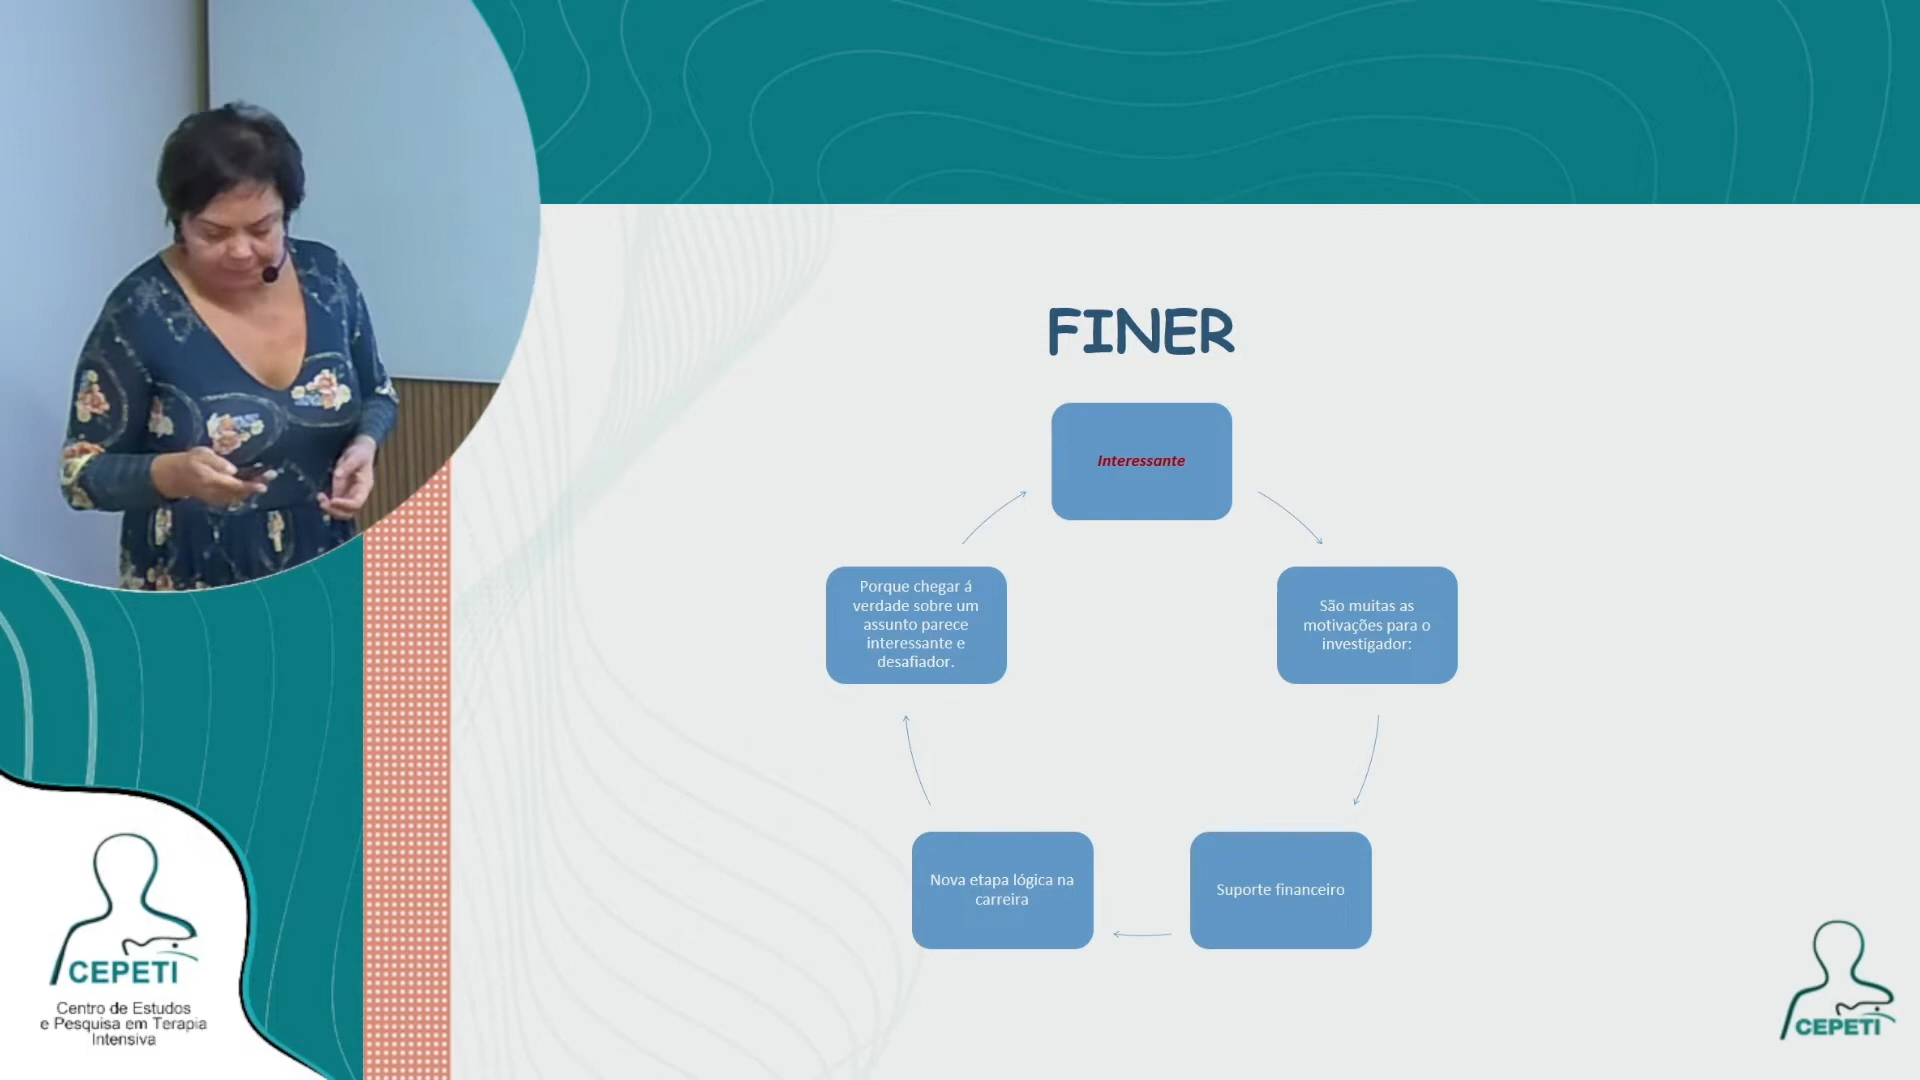 FINER
Interessante
São muitas as
motivações para o
investigador:
Suporte financeiro
Nova etapa lógica na
carreira
Porque chegar á
verdade sobre um
assunto parece
interessante e
desafiador.
CEPETI
Centro de Estudos
e Pesquisa em Terapia
Intensiva
CEPETI